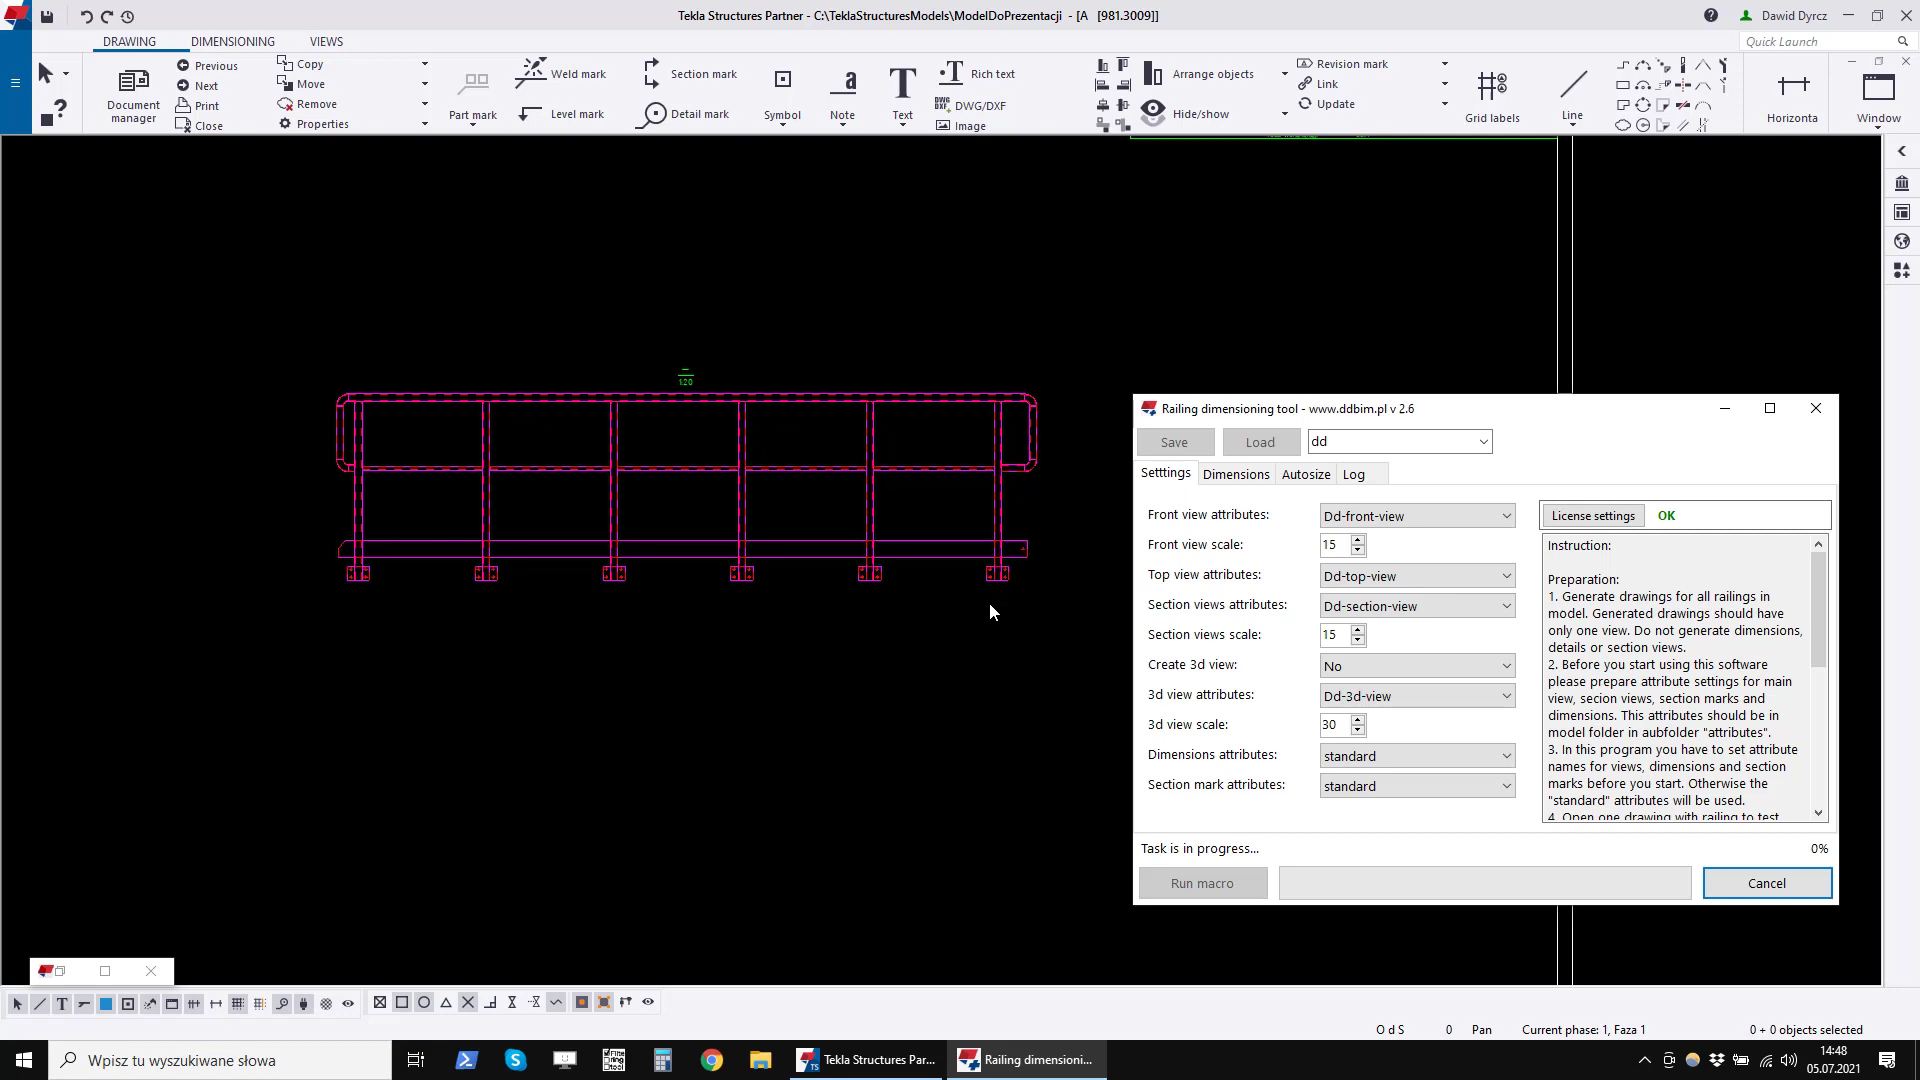 Tekla Structures Partner - C:\TeklaStructuresModels\ModelDoPrezentacji - [A [981.3009]]
Dawid Dyrcz
DRAWING DIMENSIONING VIEWS
Quick Launch
Document manager
Previous
Next
Print
Close
Copy
Move
Remove
Properties
Part mark
Weld mark
Level mark
Section mark
Detail mark
Symbol
Note
Text
Rich text
DWG/DXF
Image
Arrange objects
Hide/show
Revision mark
Link
Update
Grid labels
Line
Horizonta
Window
1:20
Railing dimensioning tool - www.ddbim.pl v 2.6
Save Load dd
Setttings Dimensions Autosize Log
Front view attributes: Dd-front-view
Front view scale: 15
Top view attributes: Dd-top-view
Section views attributes: Dd-section-view
Section views scale: 15
Create 3d view: No
3d view attributes: Dd-3d-view
3d view scale: 30
Dimensions attributes: standard
Section mark attributes: standard
License settings OK
Instruction:
Preparation:
1. Generate drawings for all railings in
model. Generated drawings should have
only one view. Do not generate dimensions,
details or section views.
2. Before you start using this software
please prepare attribute settings for main
view, secion views, section marks and
dimensions. This attributes should be in
model folder in aubfolder "attributes".
3. In this program you have to set attribute
names for views, dimensions and section
marks before you start. Otherwise the
"standard" attributes will be used.
4. Open one drawing with railing to test
Task is in progress... 0%
Run macro Cancel
O d S 0 Pan Current phase: 1, Faza 1 0 + 0 objects selected
Wpisz tu wyszukiwane słowa
Tekla Structures Par...
Railing dimensioni...
14:48
05.07.2021